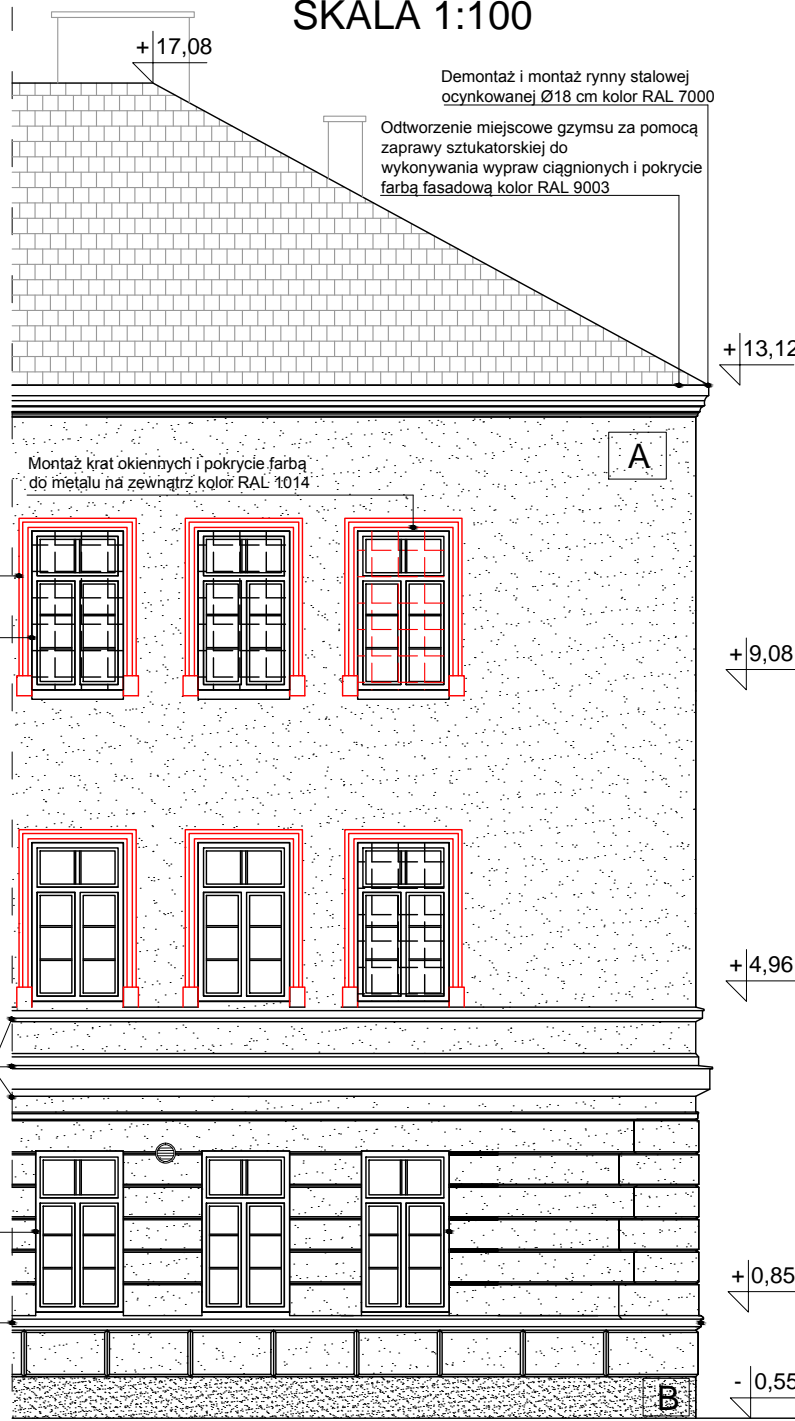 SKALA 1:100
+ 17,08
Demontaż i montaż rynny stalowej
ocynkowanej Ø18 cm kolor RAL 7000
Odtworzenie miejscowe gzymsu za pomocą
zaprawy sztukatorskiej do
wykonywania wypraw ciągnionych i pokrycie
farbą fasadową kolor RAL 9003
+ 13,12
A
Montaż krat okiennych i pokrycie farbą
do metalu na zewnątrz kolor RAL 1014
+ 9,08
+ 4,96
+ 0,85
- 0,55
B